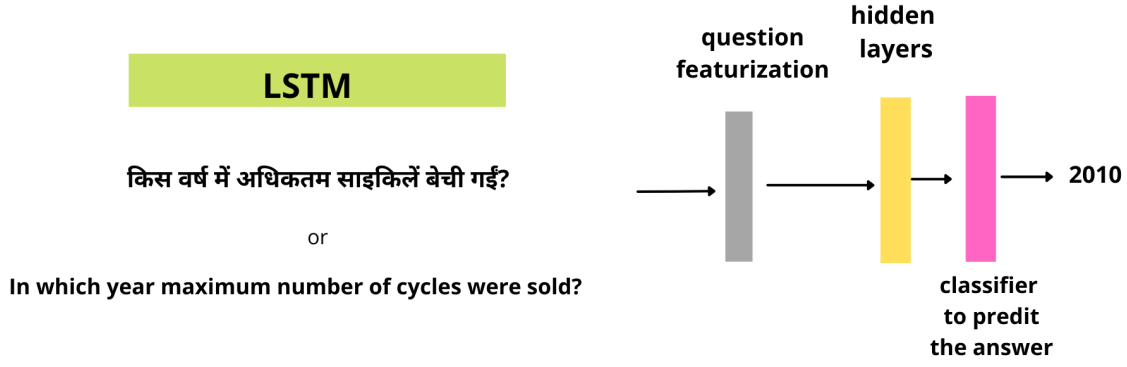 LSTM
किस वर्ष में अधिकतम साइकिलें बेची गईं?
or
In which year maximum number of cycles were sold?
question
featurization
hidden
layers
2010
classifier
to predit
the answer